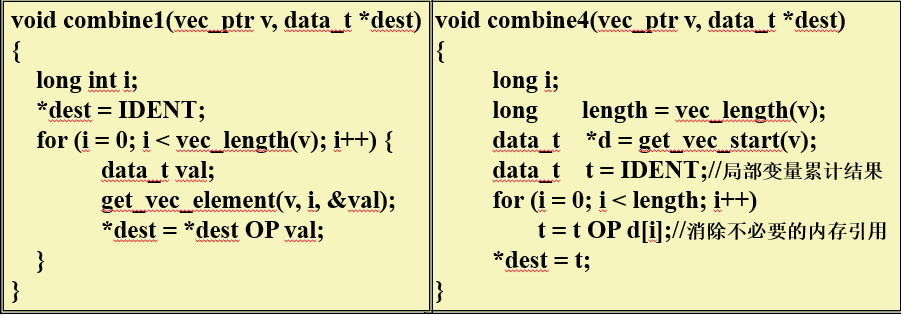 void combine1(vec_ptr v, data_t *dest)
{
long int i;
*dest = IDENT;
for (i = 0; i < vec_length(v); i++) {
data_t val;
get_vec_element(v, i, &val);
*dest = *dest OP val;
}
}
void combine4(vec_ptr v, data_t *dest)
{
long i;
long length = vec_length(v);
data_t *d = get_vec_start(v);
data_t t = IDENT;//局部变量累计结果
for (i = 0; i < length; i++)
t = t OP d[i];//消除不必要的内存引用
*dest = t;
}